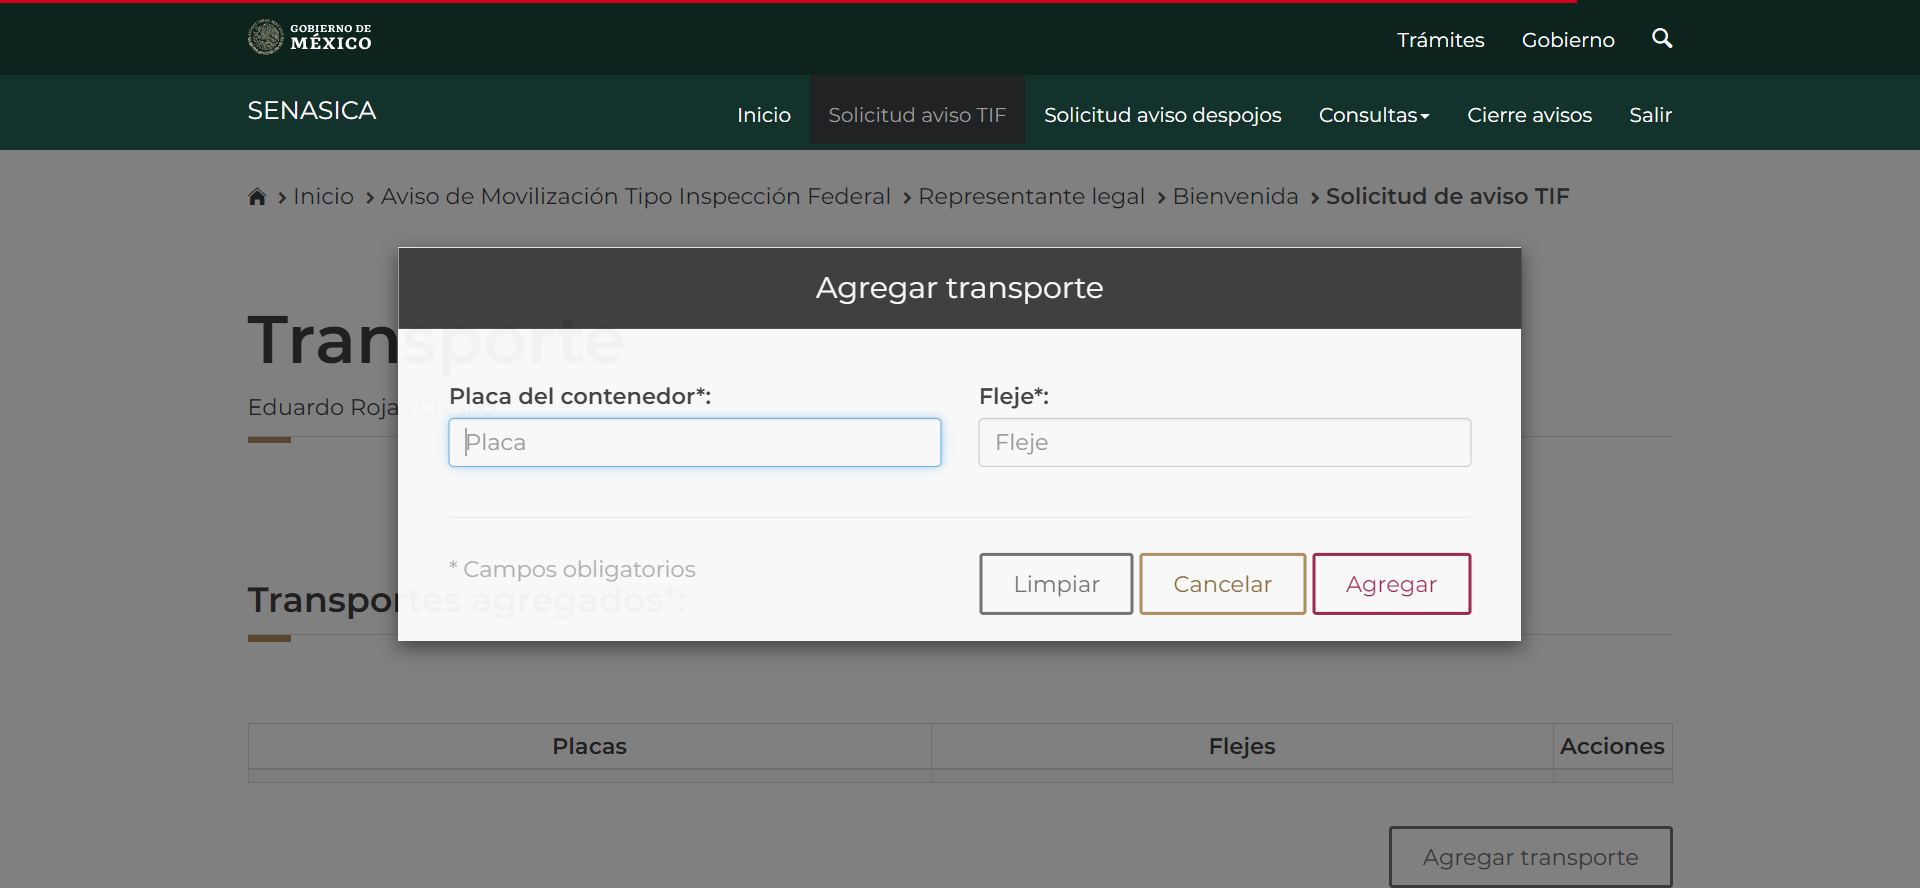 GOBIERNO DE
MÉXICO
Trámites
Gobierno
SENASICA
Inicio
Solicitud aviso TIF
Solicitud aviso despojos
Consultas
Cierre avisos
Salir
Inicio
Aviso de Movilización Tipo Inspección Federal
Representante legal
Bienvenida
Solicitud de aviso TIF
Agregar transporte
Transporte
Placa del contenedor*:
Fleje*:
Eduardo Rojas Crespo
Placa
Fleje
* Campos obligatorios
Limpiar
Cancelar
Agregar
Transportes agregados*:
Placas
Flejes
Acciones
Agregar transporte